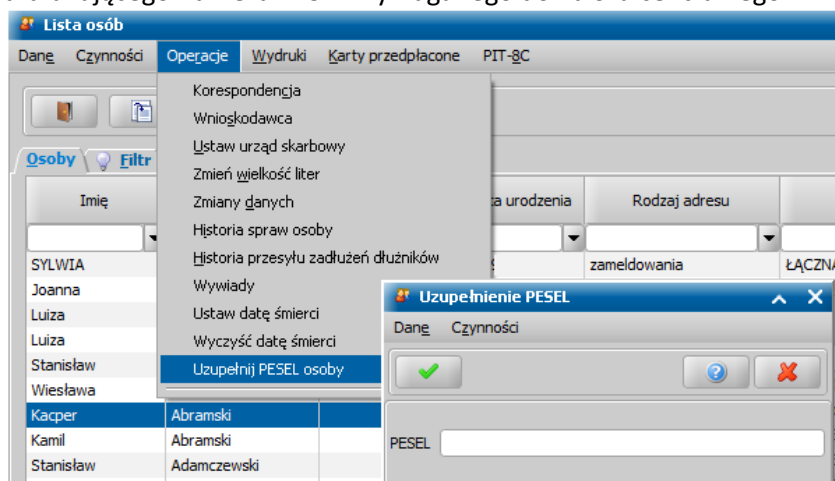 Lista osób
Dane Czynności Operacje Wydruki Karty przedpłacone PIT-8C
Korespondencja
Wnioskodawca
Ustaw urząd skarbowy
Zmień wielkość liter
Zmiany danych
Historia spraw osoby
Historia przesyłu zadłużeń dłużników
Wywiady
Ustaw datę śmierci
Wyczyść datę śmierci
Uzupełnij PESEL osoby
Osoby Filtr
Imię urodzenia Rodzaj adresu
SYLWIA zameldowania
Joanna
Luiza
Luiza
Stanisław
Wiesława
Kacper Abramski
Kamil Abramski
Stanisław Adamczewski
Uzupełnienie PESEL
Dane Czynności
PESEL